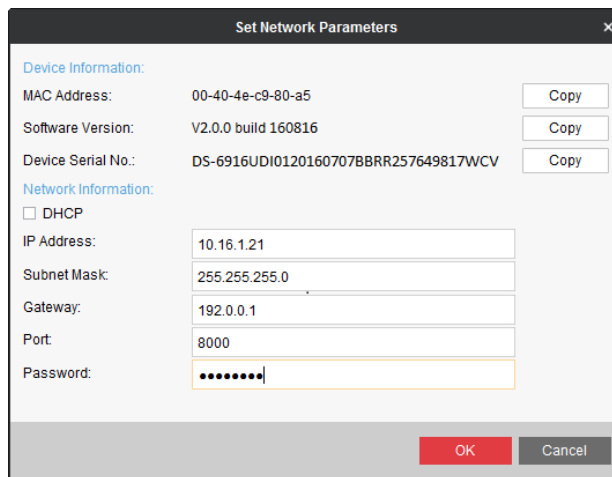 Set Network Parameters ×
Device Information:
MAC Address: 00-40-4e-c9-80-a5 Copy
Software Version: V2.0.0 build 160816 Copy
Device Serial No.: DS-6916UDI0120160707BBRR257649817WCV Copy
Network Information:
DHCP
IP Address: 10.16.1.21
Subnet Mask: 255.255.255.0
Gateway: 192.0.0.1
Port: 8000
Password: ●●●●●●●●
OK Cancel